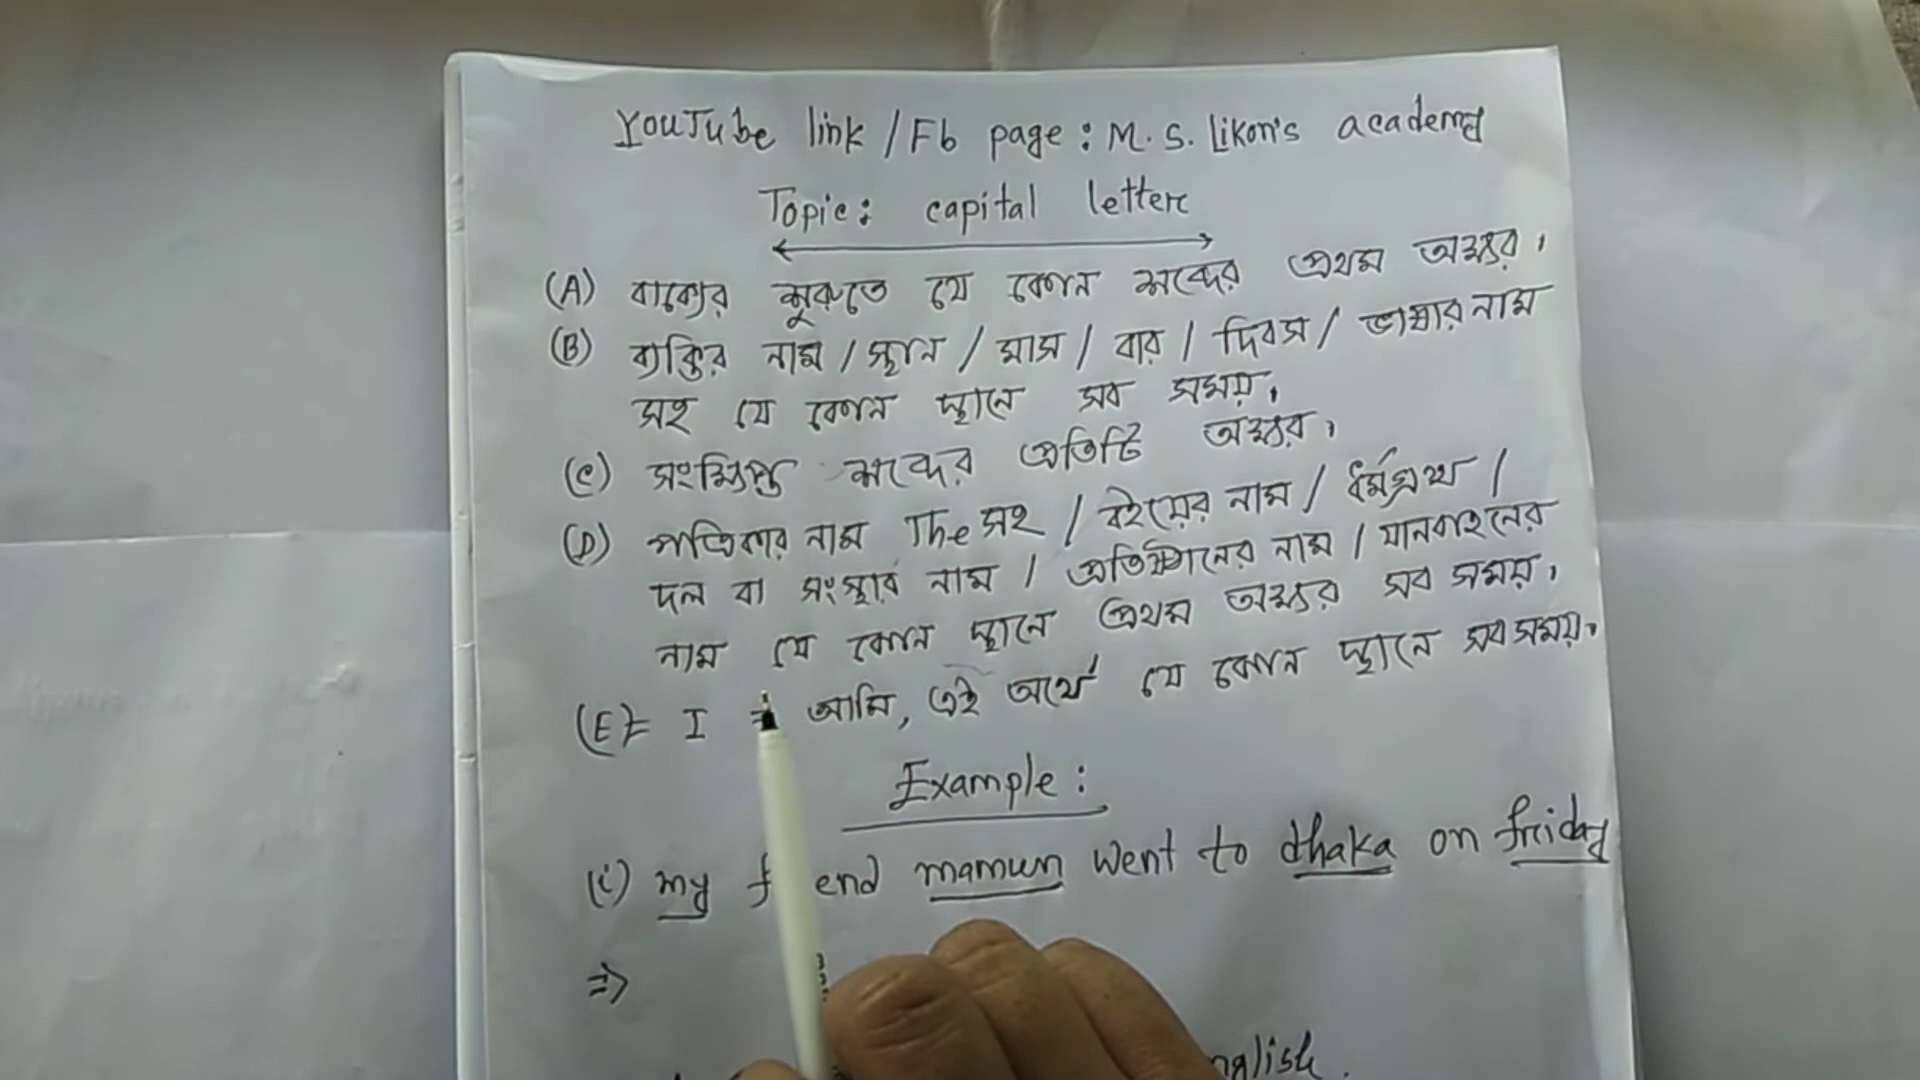 YouTube link / Fb page : M. S. Likon's academy
Topic : capital letter
(A) বাক্যের শুরুতে যে কোন শব্দের প্রথম অক্ষর।
(B) ব্যক্তির নাম / স্থান / মাস / বার / দিবস / ভাষার নাম
সহ যে কোন স্থানে সব সময়।
(C) সংক্ষিপ্ত শব্দের প্রতিটি অক্ষর।
(D) পত্রিকার নাম The সহ / বইয়ের নাম / ধর্মগ্রন্থ /
দল বা সংস্থার নাম / প্রতিষ্ঠানের নাম / যানবাহনের
নাম যে কোন স্থানে প্রথম অক্ষর সব সময়।
(E) = I = আমি, এই অর্থে যে কোন স্থানে সব সময়।
Example :
(i) my end mamun went to dhaka on friday
=>